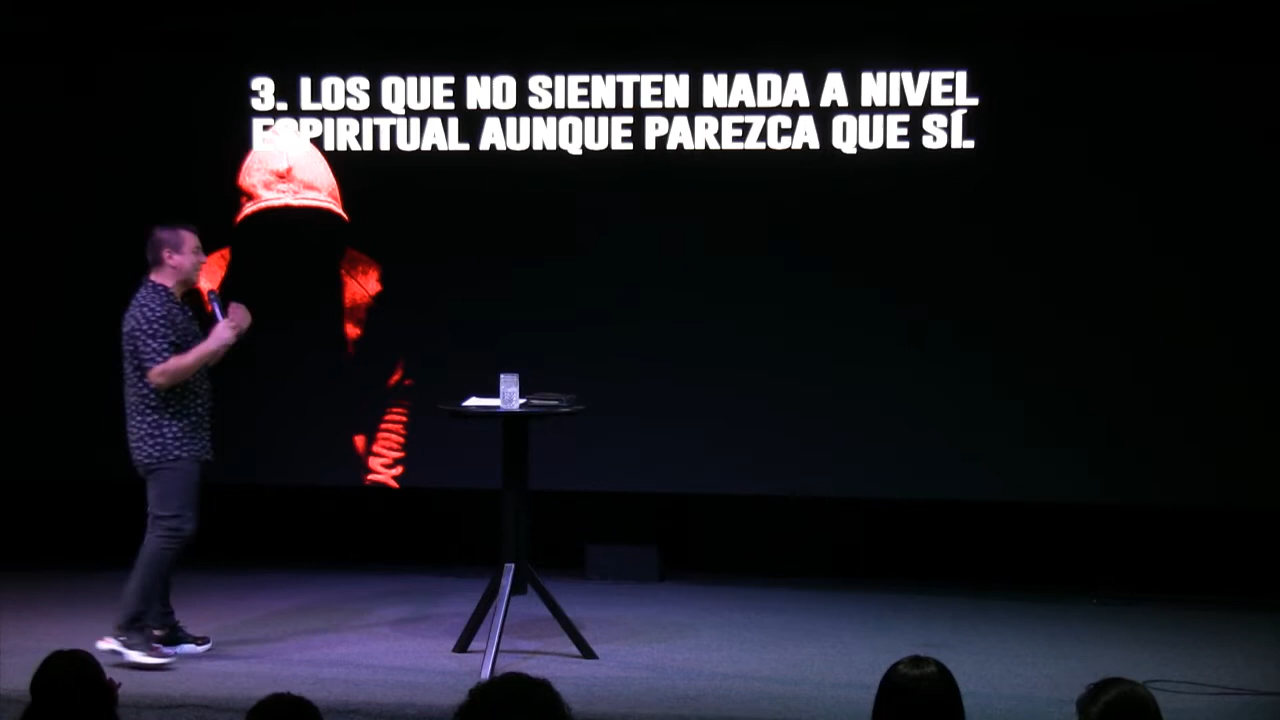 3. LOS QUE NO SIENTEN NADA A NIVEL
ESPIRITUAL AUNQUE PAREZCA QUE SÍ.